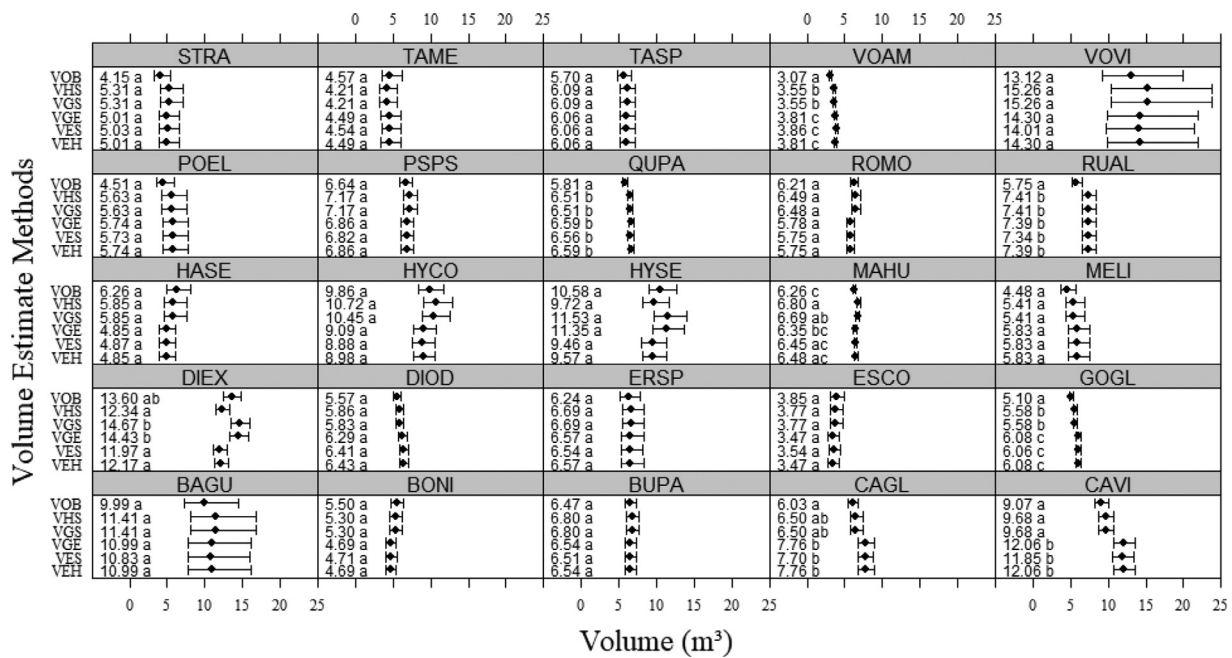 0 5 10 15 20 25 0 5 10 15 20 25
STRA TAME TASP VOAM VOVI
VOB 4.15 a 4.57 a 5.70 a 3.07 a 13.12 a
VHS 5.31 a 4.21 a 6.09 a 3.55 b 15.26 a
VGS 5.31 a 4.21 a 6.09 a 3.55 b 15.26 a
VGE 5.01 a 4.49 a 6.06 a 3.81 c 14.30 a
VES 5.03 a 4.54 a 6.06 a 3.86 c 14.01 a
VEH 5.01 a 4.49 a 6.06 a 3.81 c 14.30 a
POEL PSPS QUPA ROMO RUAL
VOB 4.51 a 6.64 a 5.81 a 6.21 a 5.75 a
VHS 5.63 a 7.17 a 6.51 b 6.49 a 7.41 b
VGS 5.63 a 7.17 a 6.51 b 6.48 a 7.41 b
VGE 5.74 a 6.86 a 6.59 b 5.78 a 7.39 b
VES 5.73 a 6.82 a 6.56 b 5.75 a 7.34 b
VEH 5.74 a 6.86 a 6.59 b 5.75 a 7.39 b
HASE HYCO HYSE MAHU MELI
VOB 6.26 a 9.86 a 10.58 a 6.26 c 4.48 a
VHS 5.85 a 10.72 a 9.72 a 6.80 a 5.41 a
VGS 5.85 a 10.45 a 11.53 a 6.69 ab 5.41 a
VGE 4.85 a 9.09 a 11.35 a 6.35 bc 5.83 a
VES 4.87 a 8.88 a 9.46 a 6.45 ac 5.83 a
VEH 4.85 a 8.98 a 9.57 a 6.48 ac 5.83 a
DIEX DIOD ERSP ESCO GOGL
VOB 13.60 ab 5.57 a 6.24 a 3.85 a 5.10 a
VHS 12.34 a 5.86 a 6.69 a 3.77 a 5.58 b
VGS 14.67 b 5.83 a 6.69 a 3.77 a 5.58 b
VGE 14.43 b 6.29 a 6.57 a 3.47 a 6.08 c
VES 11.97 a 6.41 a 6.54 a 3.54 a 6.06 c
VEH 12.17 a 6.43 a 6.57 a 3.47 a 6.08 c
BAGU BONI BUPA CAGL CAVI
VOB 9.99 a 5.50 a 6.47 a 6.03 a 9.07 a
VHS 11.41 a 5.30 a 6.80 a 6.50 ab 9.68 a
VGS 11.41 a 5.30 a 6.80 a 6.50 ab 9.68 a
VGE 10.99 a 4.69 a 6.54 a 7.76 b 12.06 b
VES 10.83 a 4.71 a 6.51 a 7.70 b 11.85 b
VEH 10.99 a 4.69 a 6.54 a 7.76 b 12.06 b
0 5 10 15 20 25 0 5 10 15 20 25 0 5 10 15 20 25
Volume Estimate Methods
Volume (m³)